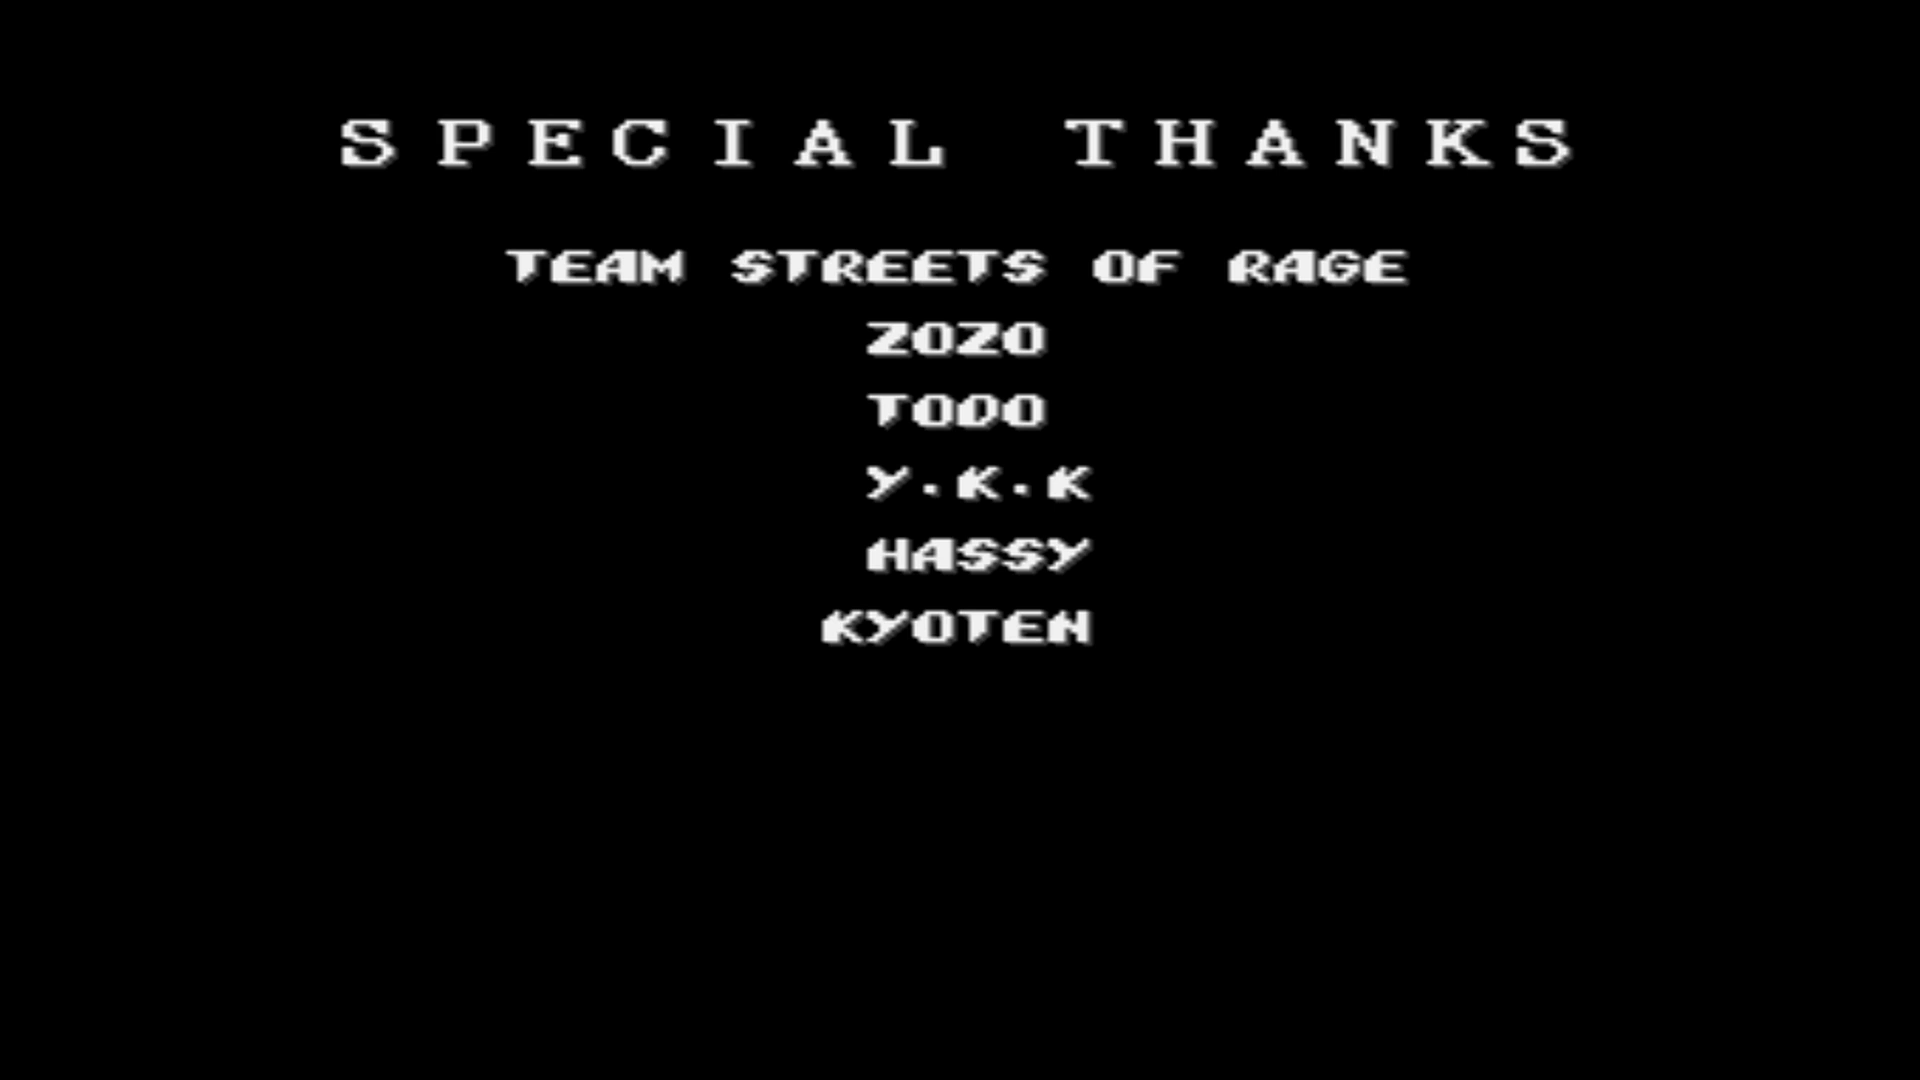 SPECIAL THANKS
TEAM STREETS OF RAGE
ZOZO
TODO
Y.K.K
HASSY
KYOTEN